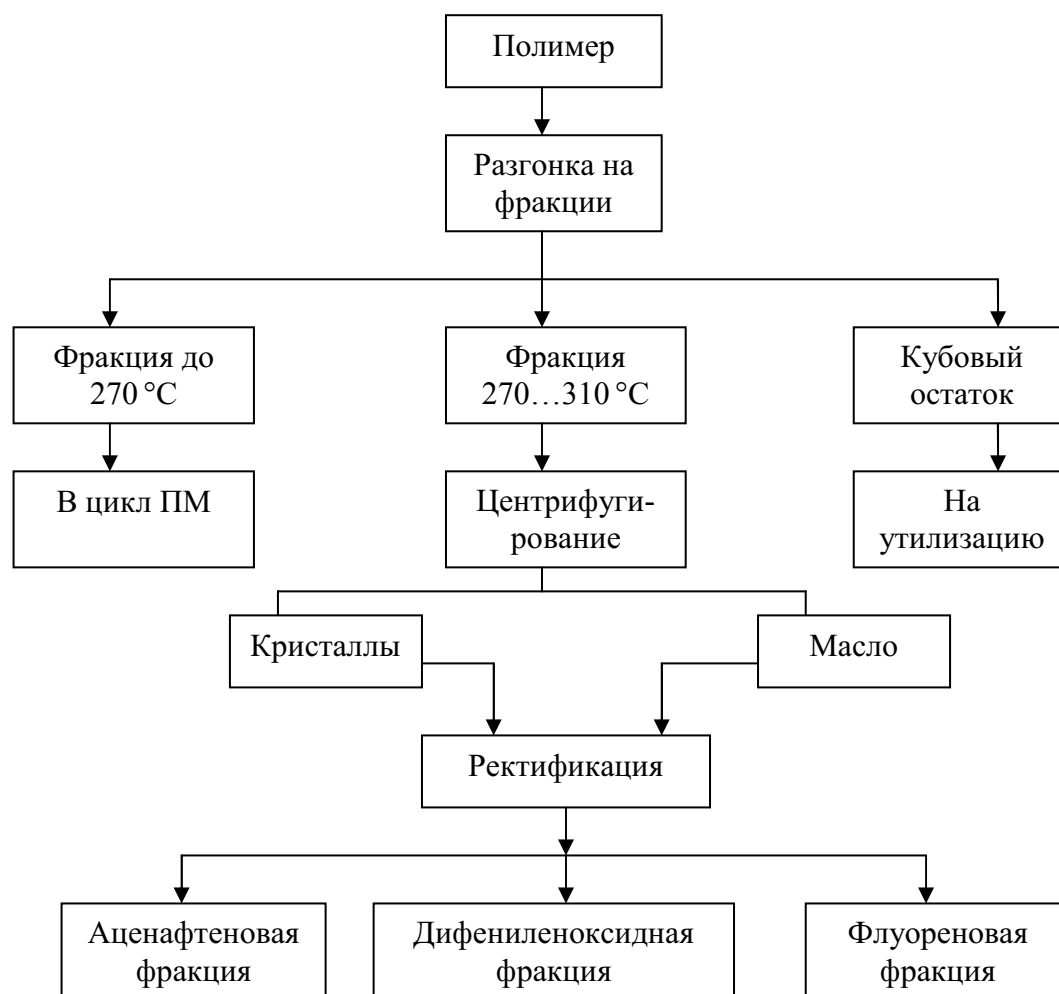 Полимер
Разгонка на
фракции
Фракция до
270 °С
Фракция
270…310 °С
Кубовый
остаток
В цикл ПМ
Центрифуги-
рование
На
утилизацию
Кристаллы
Масло
Ректификация
Аценафтеновая
фракция
Дифениленоксидная
фракция
Флуореновая
фракция